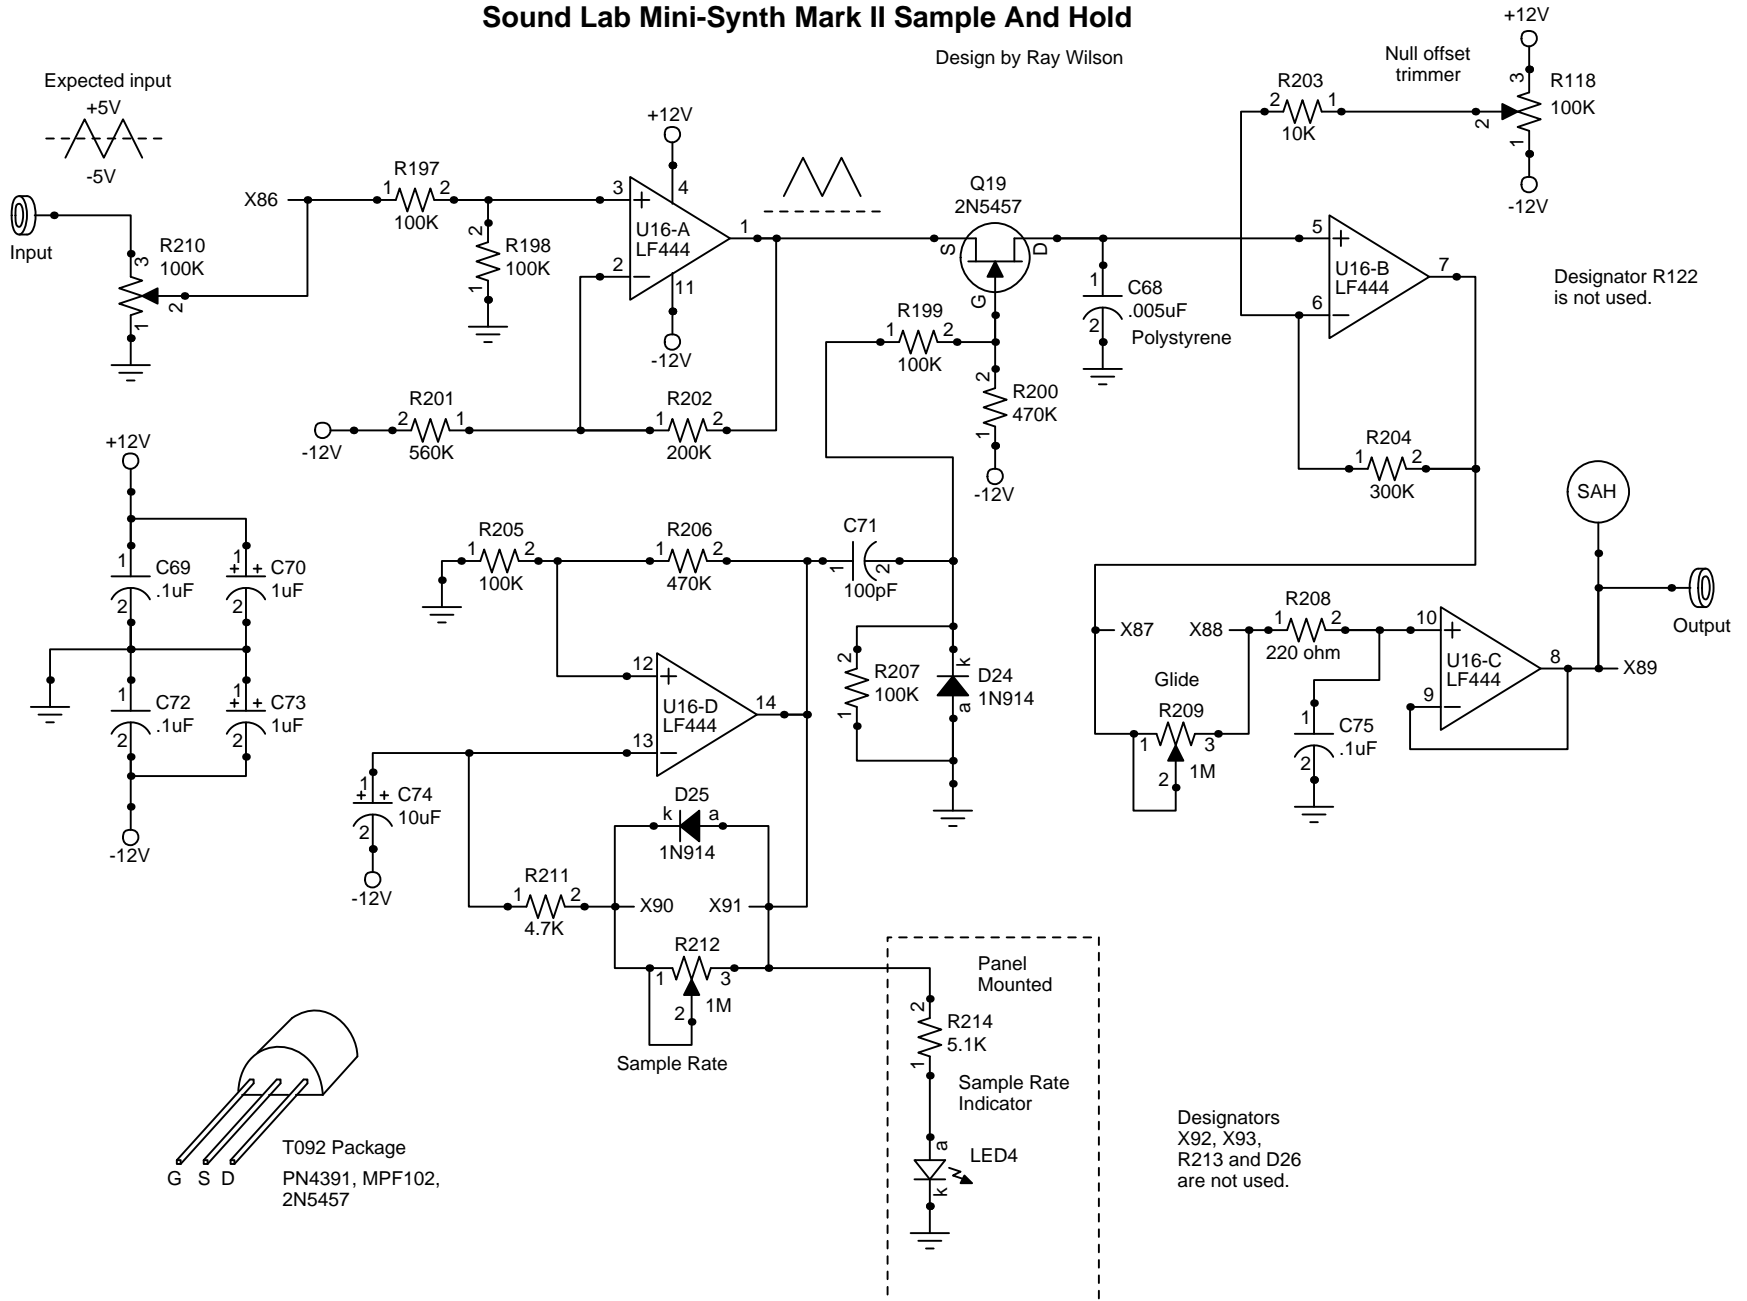 Sound Lab Mini-Synth Mark II Sample And Hold
Design by Ray Wilson
Expected input
+5V
-5V
Input
X86
R210
100K
3
2
1
R197
1 2
100K
2
R198
100K
1
+12V
3
4
U16-A
LF444
2
11
1
-12V
-12V
R201
2 1
560K
R202
1 2
200K
Q19
2N5457
S
D
G
R199
1 2
100K
2
R200
470K
1
-12V
1
C68
.005uF
2
Polystyrene
R203
2 1
10K
Null offset
trimmer
+12V
3
R118
100K
2
1
-12V
5
U16-B
LF444
6
7
Designator R122
is not used.
R204
1 2
300K
SAH
Output
+12V
1
C69
.1uF
2
1
+ +
C70
1uF
2
1
C72
.1uF
2
1
+ +
C73
1uF
2
-12V
R205
1 2
100K
R206
1 2
470K
C71
1 2
100pF
12
U16-D
LF444
13
14
2
R207
100K
1
k
D24
1N914
a
1
+ +
C74
10uF
2
-12V
D25
k a
1N914
R211
1 2
4.7K
X90
X91
R212
1 3
2
1M
Sample Rate
X87
X88
R208
1 2
220 ohm
Glide
R209
1 3
2
1M
1
C75
.1uF
2
10
U16-C
LF444
9
8
X89
Panel
Mounted
2
R214
5.1K
1
Sample Rate
Indicator
a
LED4
k
Designators
X92, X93,
R213 and D26
are not used.
T092 Package
G S D
PN4391, MPF102,
2N5457